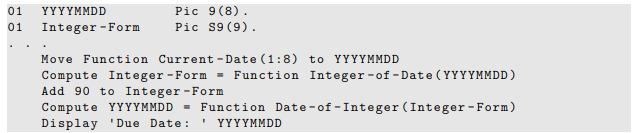 01  YYYYMMDD         Pic 9(8).
01  Integer-Form     Pic S9(9).
. . .
    Move Function Current-Date(1:8) to YYYYMMDD
    Compute Integer-Form = Function Integer-of-Date(YYYYMMDD)
    Add 90 to Integer-Form
    Compute YYYYMMDD = Function Date-of-Integer(Integer-Form)
    Display 'Due Date: ' YYYYMMDD